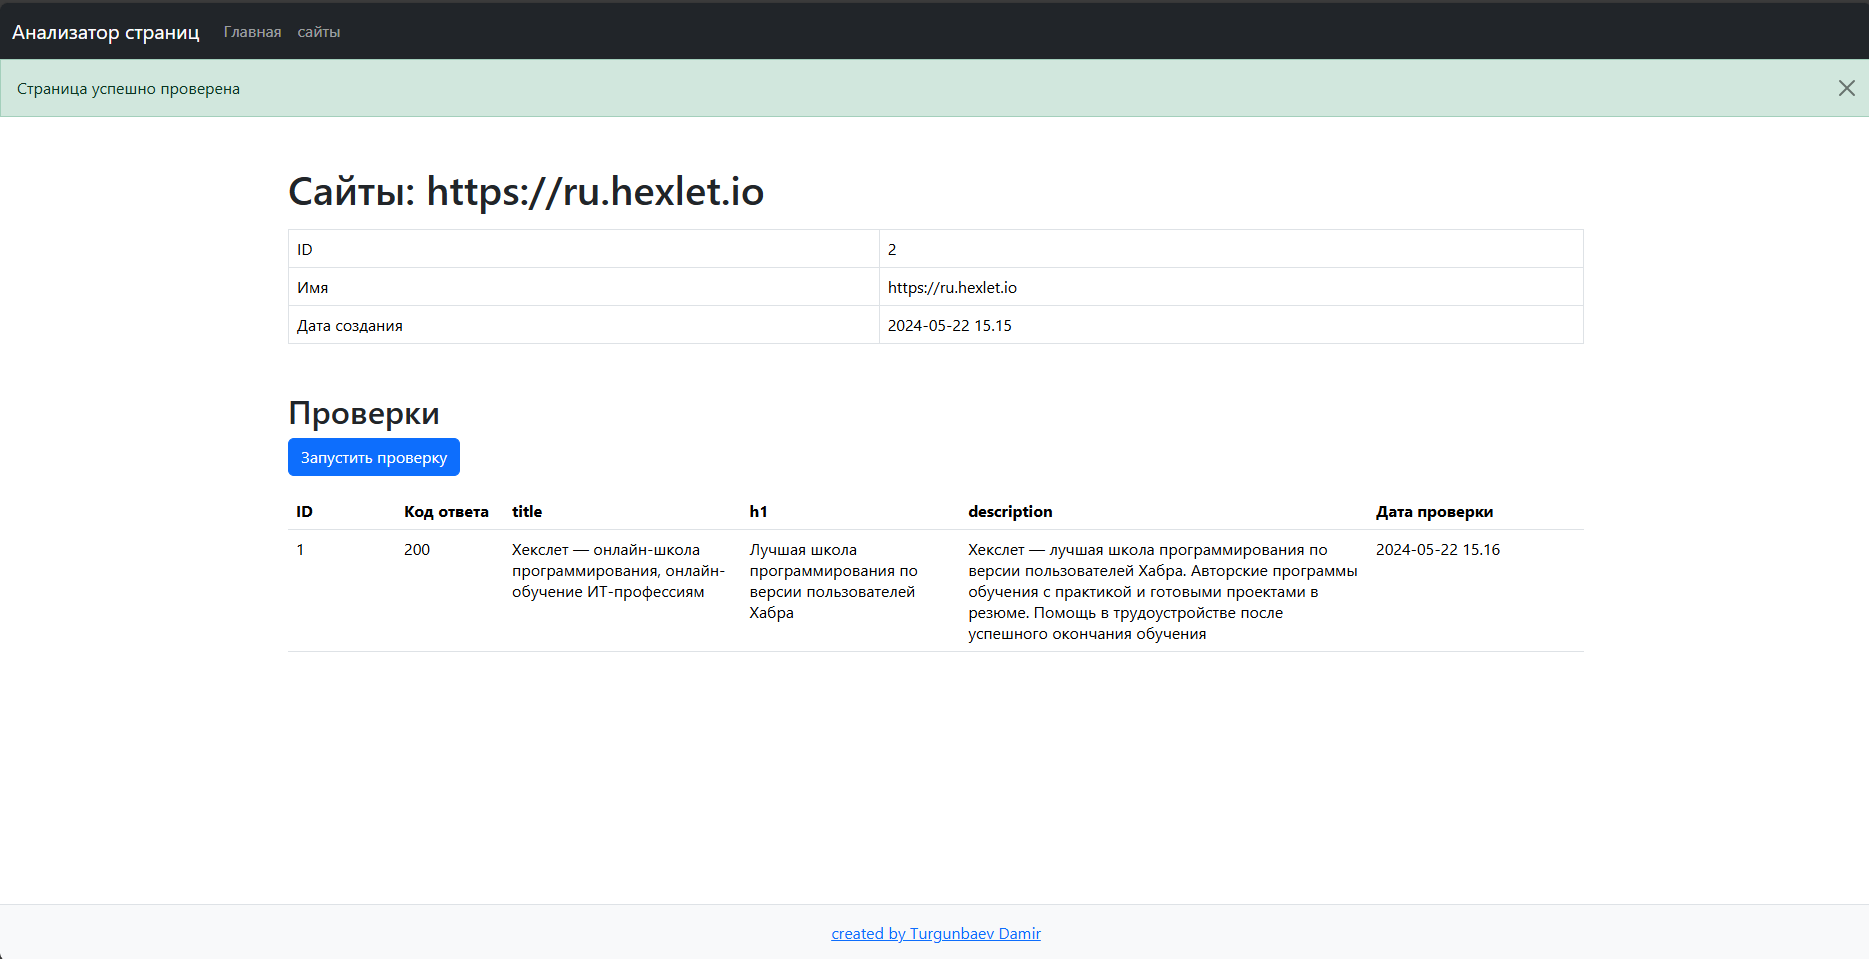 Анализатор страниц Главная сайты
Страница успешно проверена
Сайты: https://ru.hexlet.io
ID 2
Имя https://ru.hexlet.io
Дата создания 2024-05-22 15.15
Проверки
Запустить проверку
ID Код ответа title h1 description Дата проверки
1 200 Хекслет — онлайн-школа Лучшая школа Хекслет — лучшая школа программирования по 2024-05-22 15.16
программирования, онлайн- программирования по версии пользователей Хабра. Авторские программы
обучение ИТ-профессиям версии пользователей обучения с практикой и готовыми проектами в
Хабра резюме. Помощь в трудоустройстве после
успешного окончания обучения
created by Turgunbaev Damir